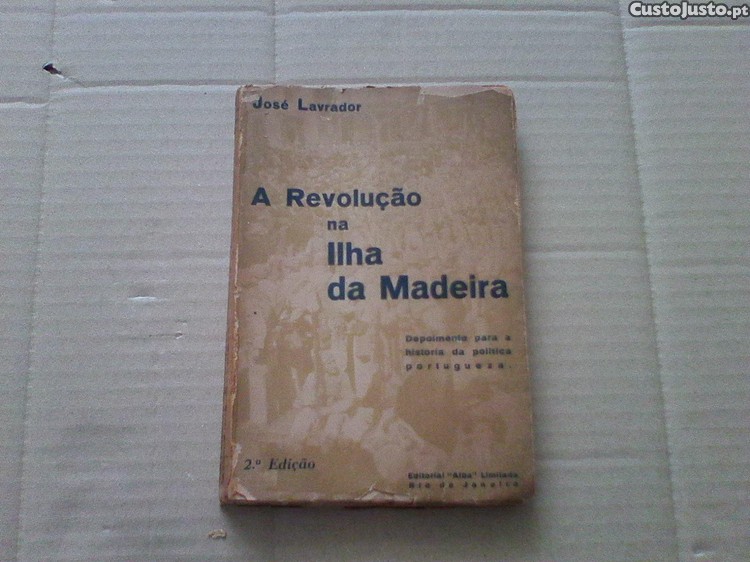 CustoJusto.pt
José Lavrador
A Revolução
na
Ilha
da Madeira
Depoimento para a
historia da politica
portugueza.
2.ª Edição
Editorial "Alba" Limitada
Rio de Janeiro